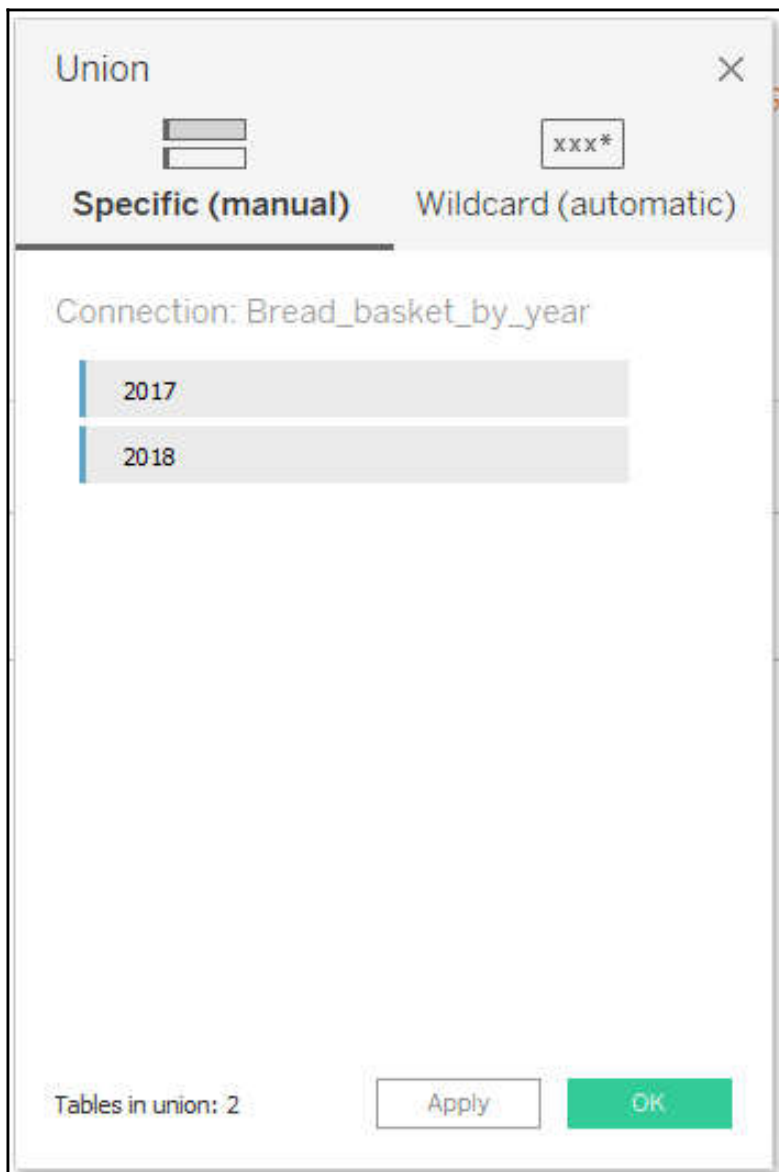 Union
xxx*
Specific (manual) Wildcard (automatic)
Connection: Bread_basket_by_year
2017
2018
Tables in union: 2 Apply OK